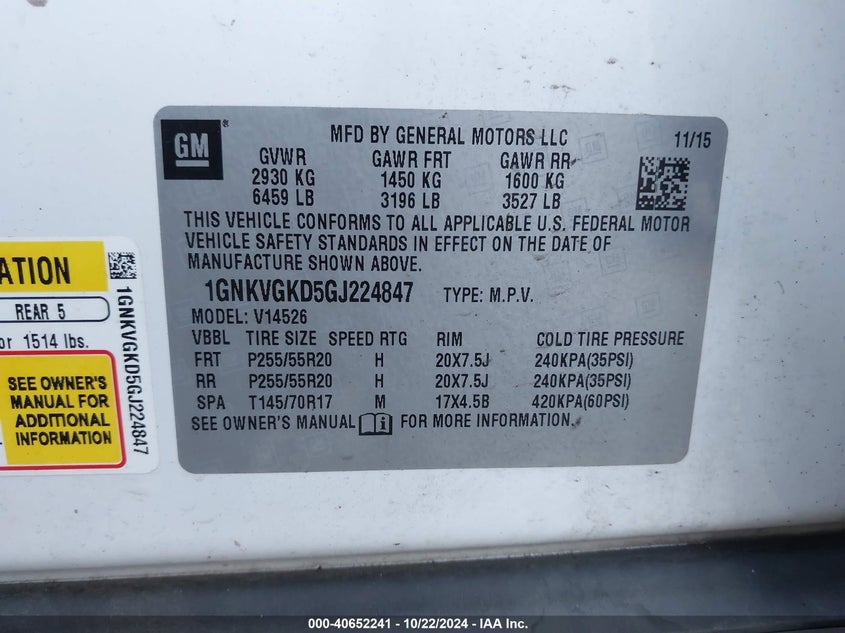 GM®
MFD BY GENERAL MOTORS LLC 11/15
GVWR GAWR FRT GAWR RR
2930 KG 1450 KG 1600 KG
6459 LB 3196 LB 3527 LB
THIS VEHICLE CONFORMS TO ALL APPLICABLE U.S. FEDERAL MOTOR
VEHICLE SAFETY STANDARDS IN EFFECT ON THE DATE OF
MANUFACTURE SHOWN ABOVE.
1GNKVGKD5GJ224847 TYPE: M.P.V.
MODEL: V14526
VBBL TIRE SIZE SPEED RTG RIM COLD TIRE PRESSURE
FRT P255/55R20 H 20X7.5J 240KPA(35PSI)
RR P255/55R20 H 20X7.5J 240KPA(35PSI)
SPA T145/70R17 M 17X4.5B 420KPA(60PSI)
SEE OWNER'S MANUAL i FOR MORE INFORMATION.
ATION
REAR 5
or 1514 lbs.
SEE OWNER'S
MANUAL FOR
ADDITIONAL
INFORMATION
1GNKVGKD5GJ224847
000-40652241 - 10/22/2024 - IAA Inc.